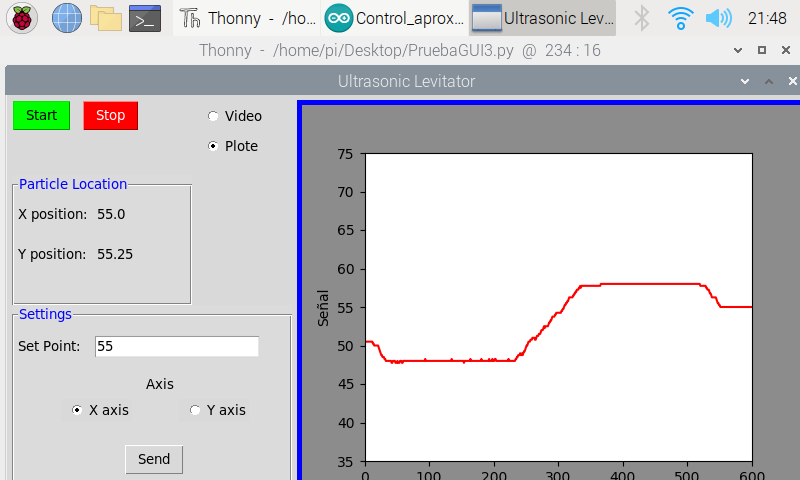 Thonny - /ho...
Control_aprox...
Ultrasonic Lev...
21:48
Thonny - /home/pi/Desktop/PruebaGUI3.py @ 234 : 16
Ultrasonic Levitator
Start
Stop
Video
Plote
Particle Location
X position: 55.0
Y position: 55.25
Settings
Set Point: 55
Axis
X axis
Y axis
Send
Señal
75
70
65
60
55
50
45
40
35
0 100 200 300 400 500 600